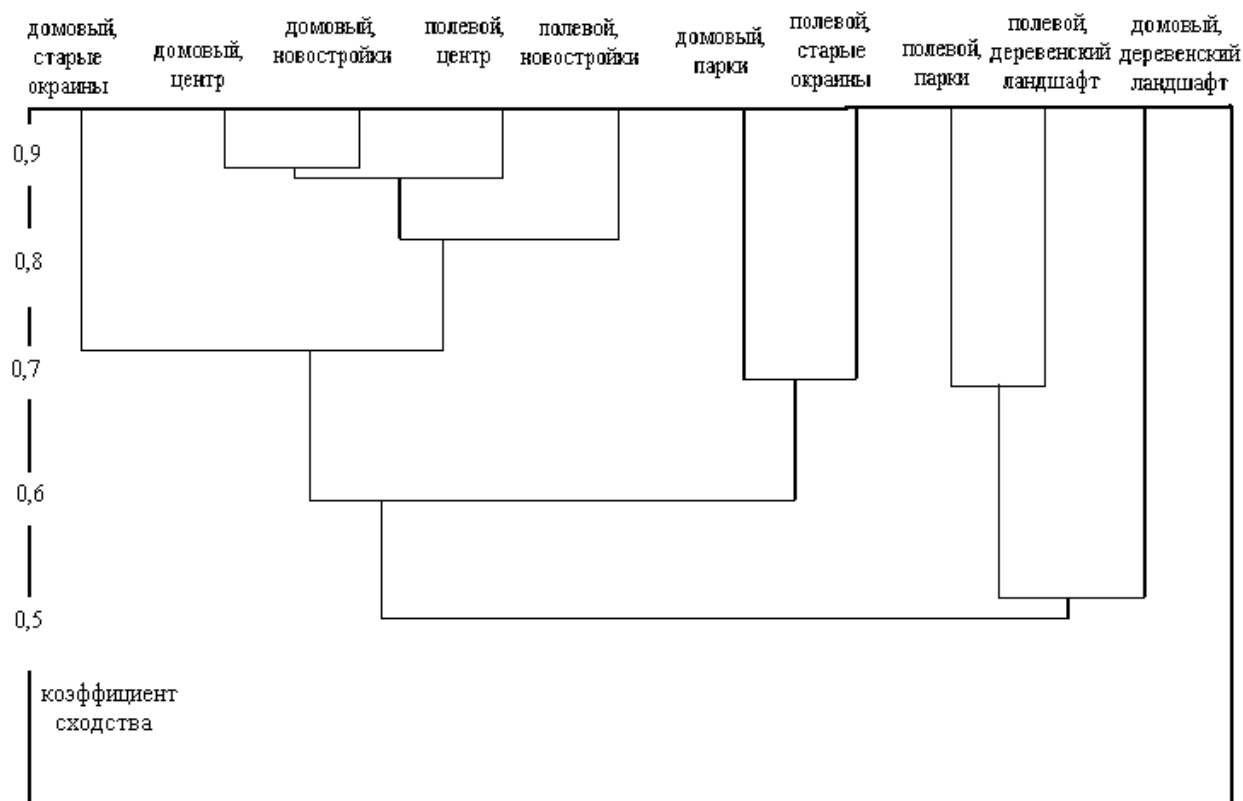 домовый,
старые
окраины
домовый,
центр
домовый,
новостройки
полевой,
центр
полевой,
новостройки
домовый,
парки
полевой,
старые
окраины
полевой,
парки
полевой,
деревенский
ландшафт
домовый,
деревенский
ландшафт
0,9
0,8
0,7
0,6
0,5
коэффициент
сходства